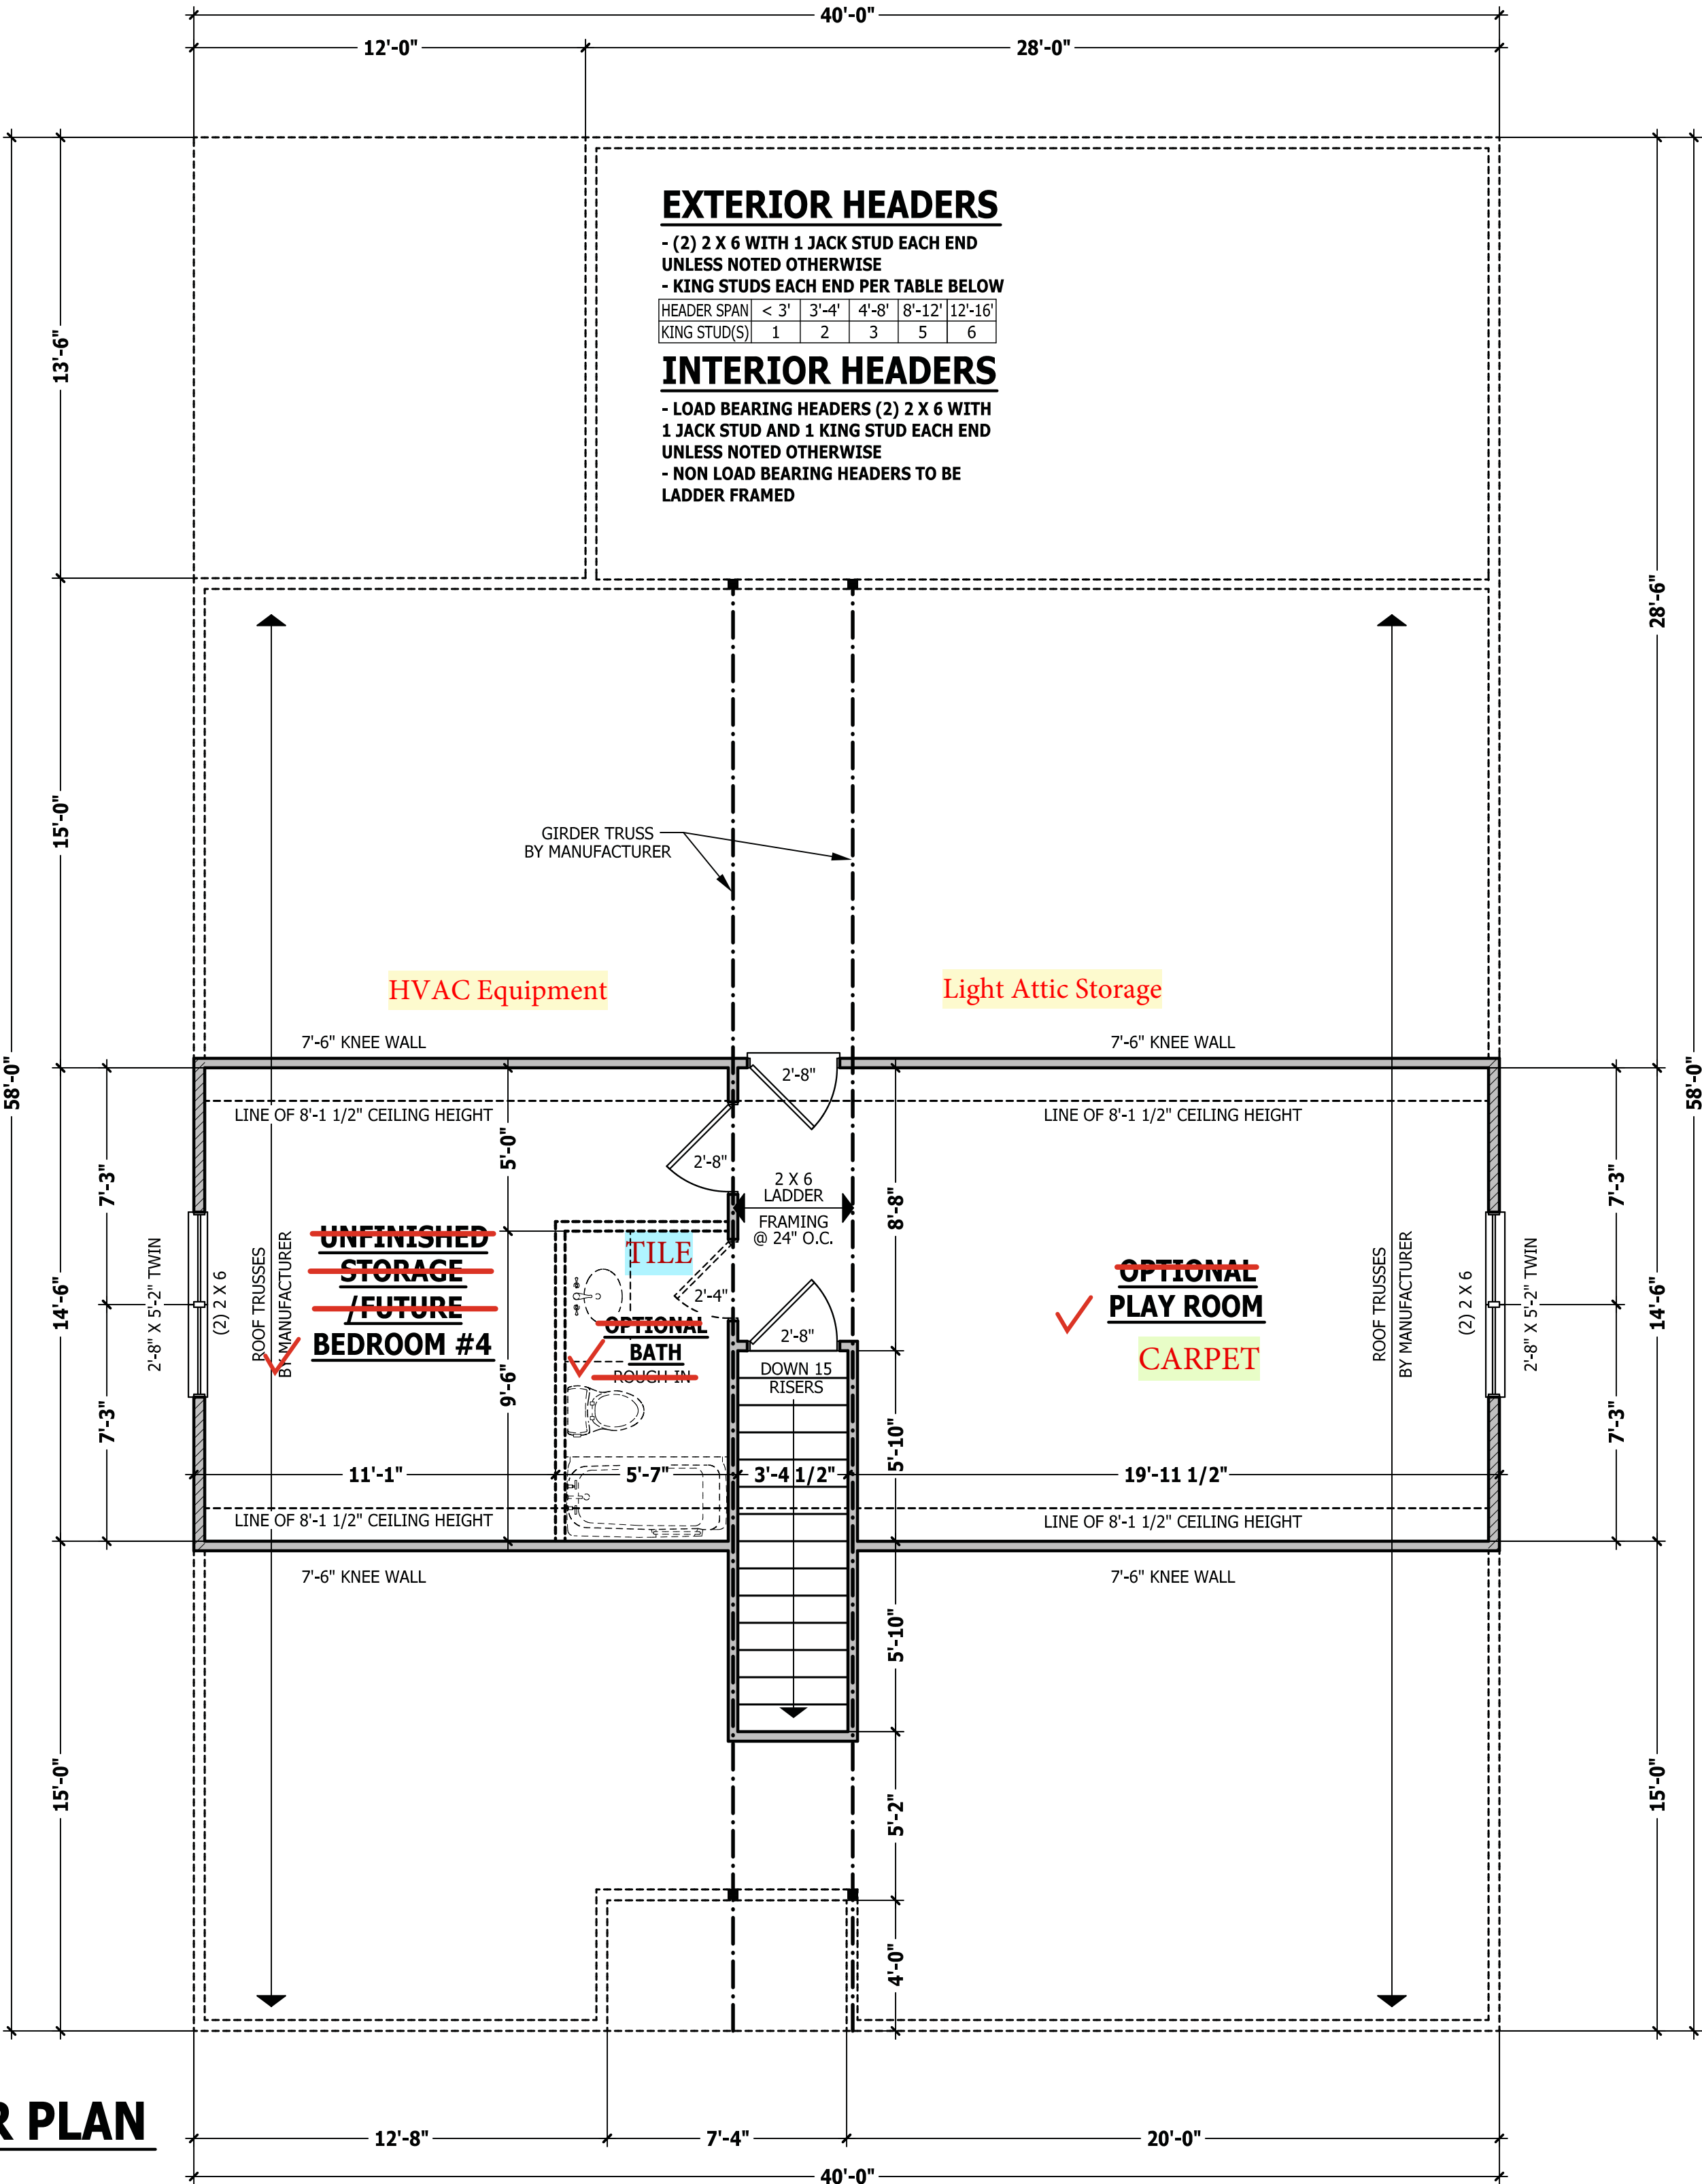 40'-0"
12'-0"
28'-0"
EXTERIOR HEADERS
- (2) 2 X 6 WITH 1 JACK STUD EACH END
UNLESS NOTED OTHERWISE
- KING STUDS EACH END PER TABLE BELOW
HEADER SPAN < 3' 3'-4' 4'-8' 8'-12' 12'-16'
KING STUD(S) 1 2 3 5 6
INTERIOR HEADERS
- LOAD BEARING HEADERS (2) 2 X 6 WITH
1 JACK STUD AND 1 KING STUD EACH END
UNLESS NOTED OTHERWISE
- NON LOAD BEARING HEADERS TO BE
LADDER FRAMED
13'-6"
28'-6"
15'-0"
GIRDER TRUSS
BY MANUFACTURER
HVAC Equipment
Light Attic Storage
7'-6" KNEE WALL
7'-6" KNEE WALL
58'-0"
58'-0"
2'-8"
LINE OF 8'-1 1/2" CEILING HEIGHT
LINE OF 8'-1 1/2" CEILING HEIGHT
5'-0"
2'-8"
7'-3"
7'-3"
2 X 6
LADDER
FRAMING
@ 24" O.C.
8'-8"
14'-6"
2'-8" X 5'-2" TWIN
(2) 2 X 6
ROOF TRUSSES
BY MANUFACTURER
UNFINISHED
STORAGE
/FUTURE
BEDROOM #4
TILE
2'-4"
OPTIONAL
BATH
ROUGH-IN
2'-8"
DOWN 15
RISERS
OPTIONAL
PLAY ROOM
CARPET
ROOF TRUSSES
BY MANUFACTURER
(2) 2 X 6
2'-8" X 5'-2" TWIN
14'-6"
9'-6"
7'-3"
5'-10"
7'-3"
11'-1"
5'-7"
3'-4 1/2"
19'-11 1/2"
LINE OF 8'-1 1/2" CEILING HEIGHT
LINE OF 8'-1 1/2" CEILING HEIGHT
7'-6" KNEE WALL
7'-6" KNEE WALL
5'-10"
15'-0"
5'-2"
15'-0"
4'-0"
R PLAN
12'-8"
7'-4"
20'-0"
40'-0"